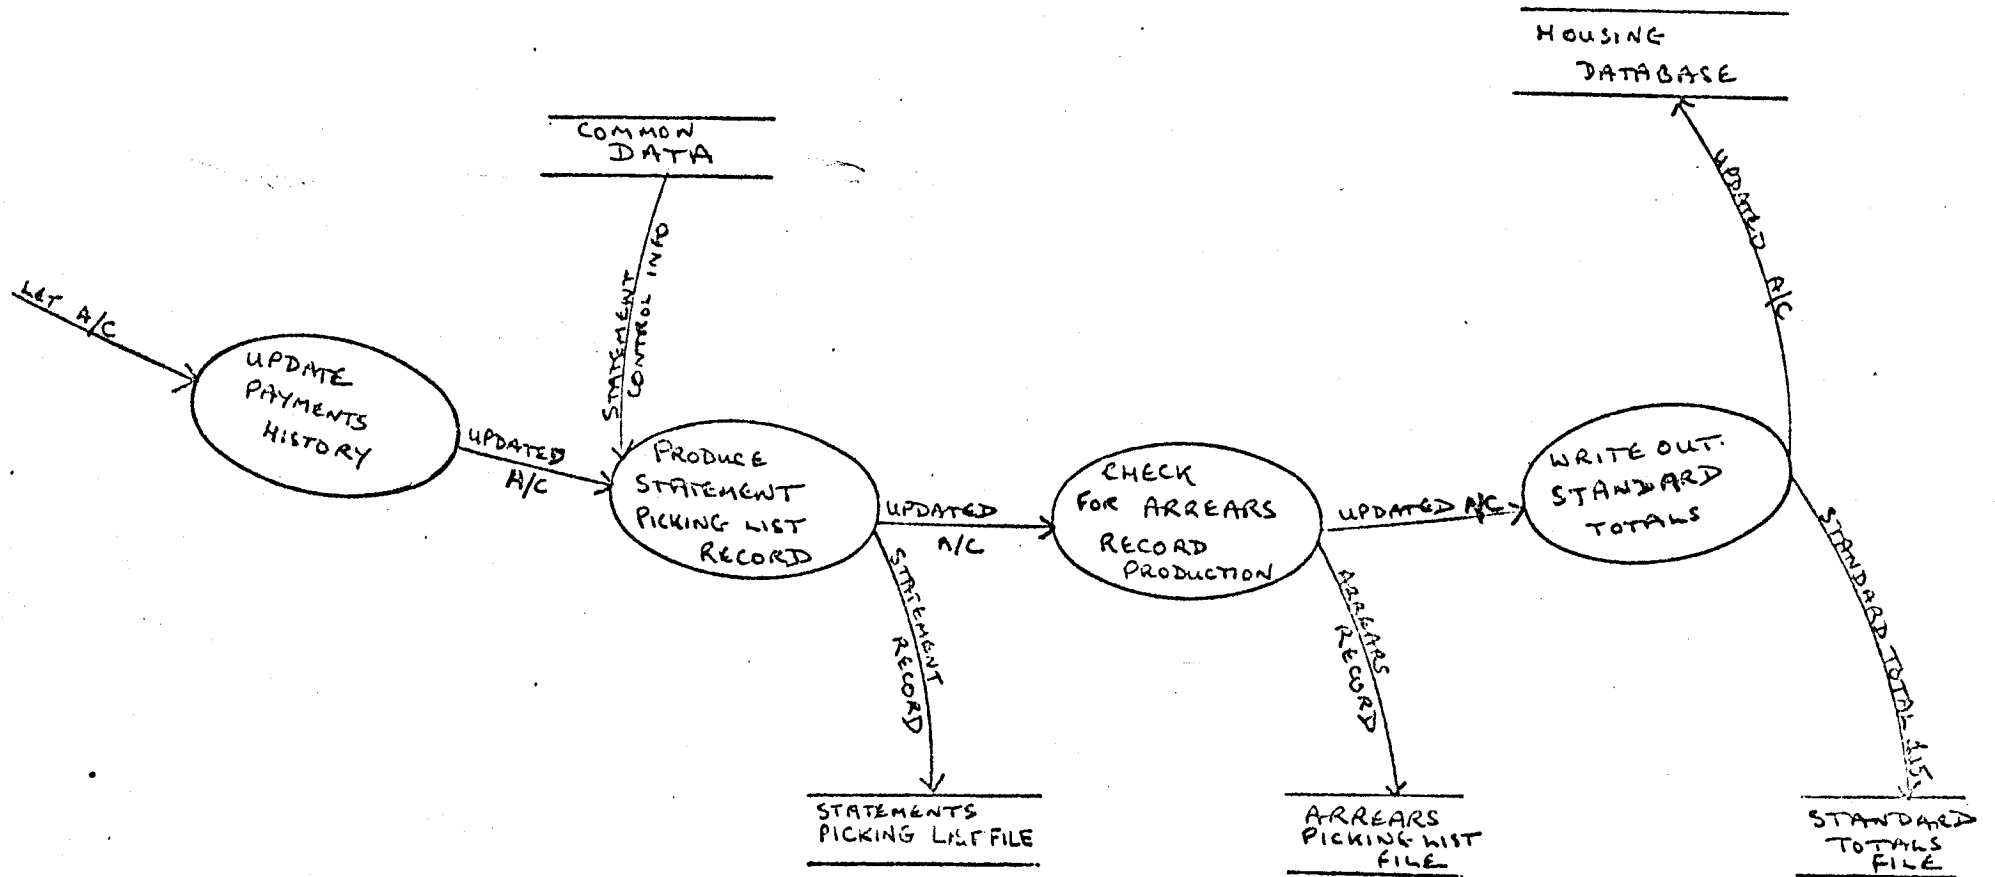 HOUSING
DATABASE
COMMON
DATA
UPDATED A/C
STATEMENT
CONTROL INFO
LET A/C
UPDATE
PAYMENTS
HISTORY
UPDATED
A/C
PRODUCE
STATEMENT
PICKING LIST
RECORD
UPDATED
A/C
CHECK
FOR ARREARS
RECORD
PRODUCTION
UPDATED A/C
WRITE OUT
STANDARD
TOTALS
STATEMENT
RECORD
ARREARS
RECORD
STANDARD TOTAL
STATEMENTS
PICKING LIST FILE
ARREARS
PICKING LIST
FILE
STANDARD
TOTALS
FILE